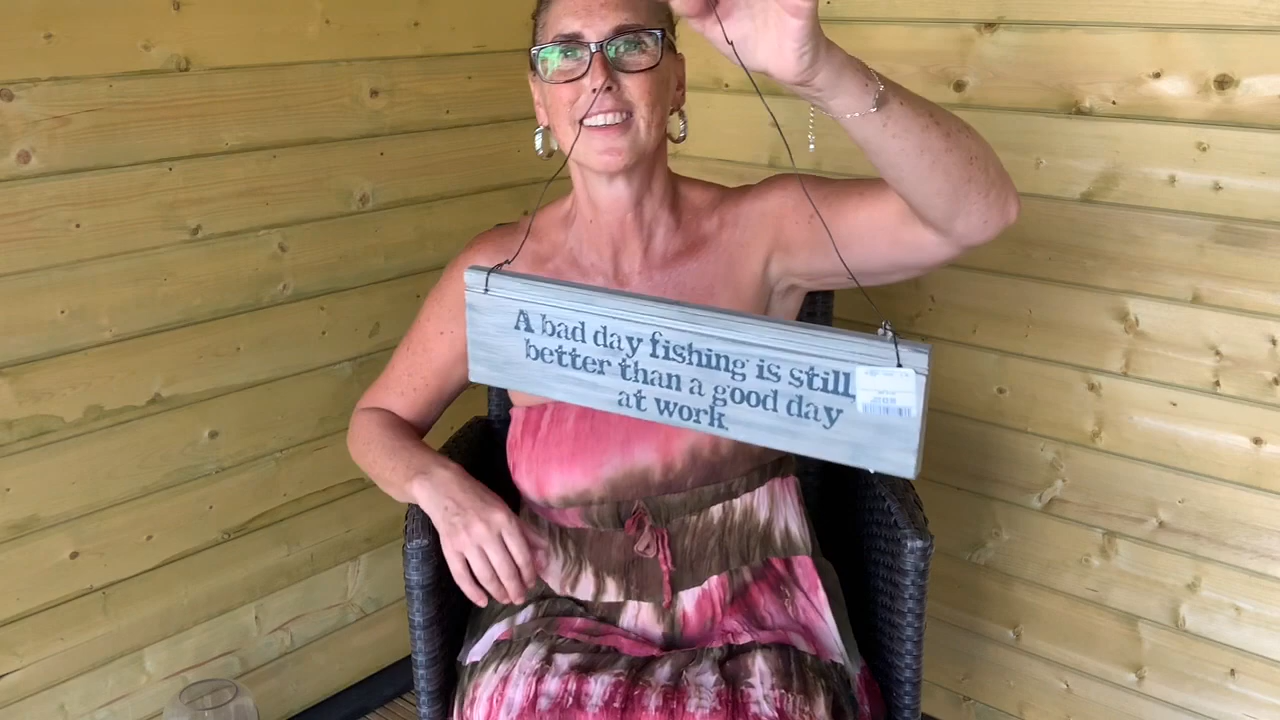 A bad day fishing is still,
better than a good day
at work.